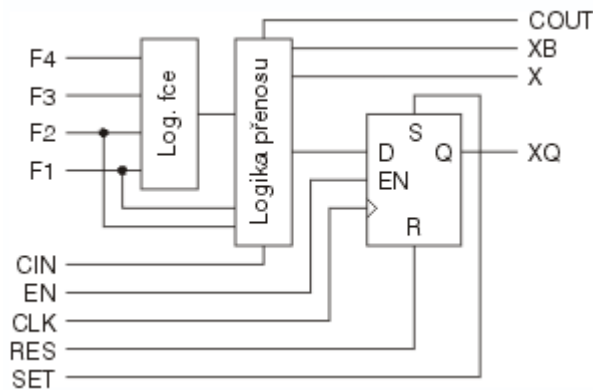 COUT
XB
X
F4
F3
F2
F1
Log. fce
Logika přenosu
S
D
Q
XQ
EN
R
CIN
EN
CLK
RES
SET